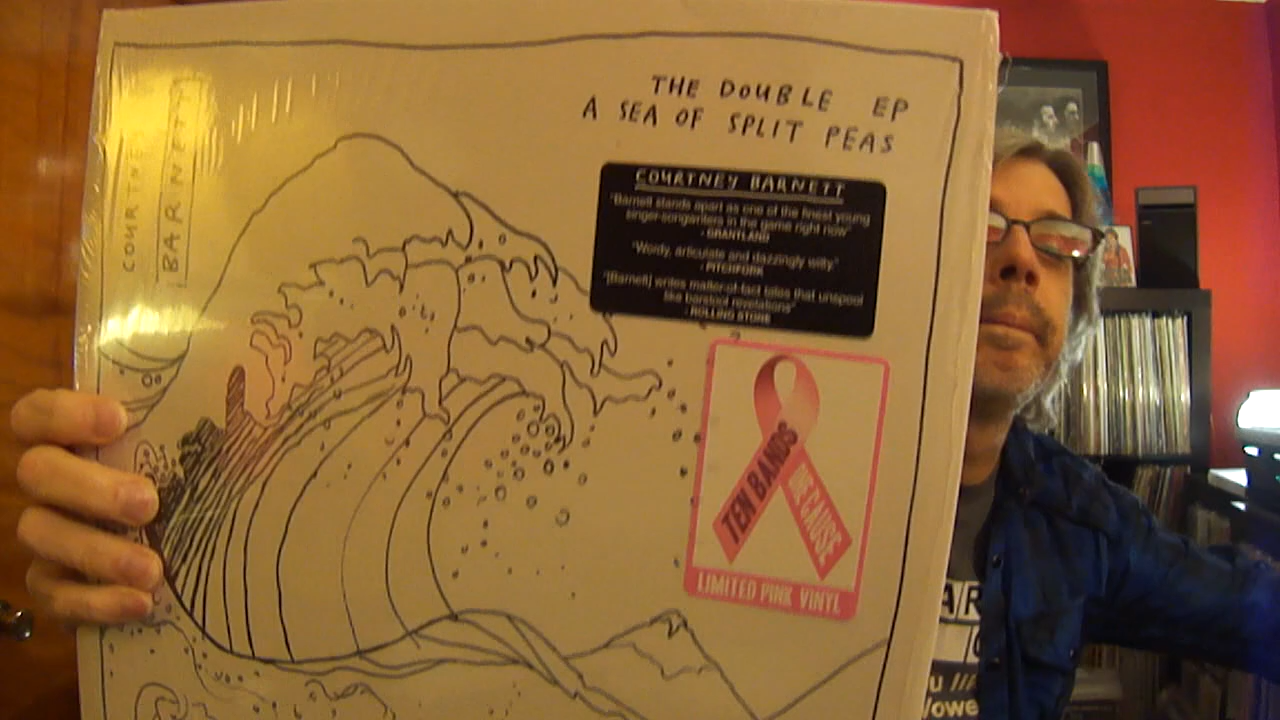 THE DOUBLE EP
A SEA OF SPLIT PEAS
COURTNEY
BARNETT
COURTNEY BARNETT
"Barnett stands apart as one of the finest young
singer-songwriters in the game right now"
- GRANTLAND
"Wordy, articulate and dazzlingly witty."
- PITCHFORK
"[Barnett] writes matter-of-fact tales that unspool
like barstool revelations"
- ROLLING STONE
TEN BANDS
ONE CAUSE
LIMITED PINK VINYL
AR